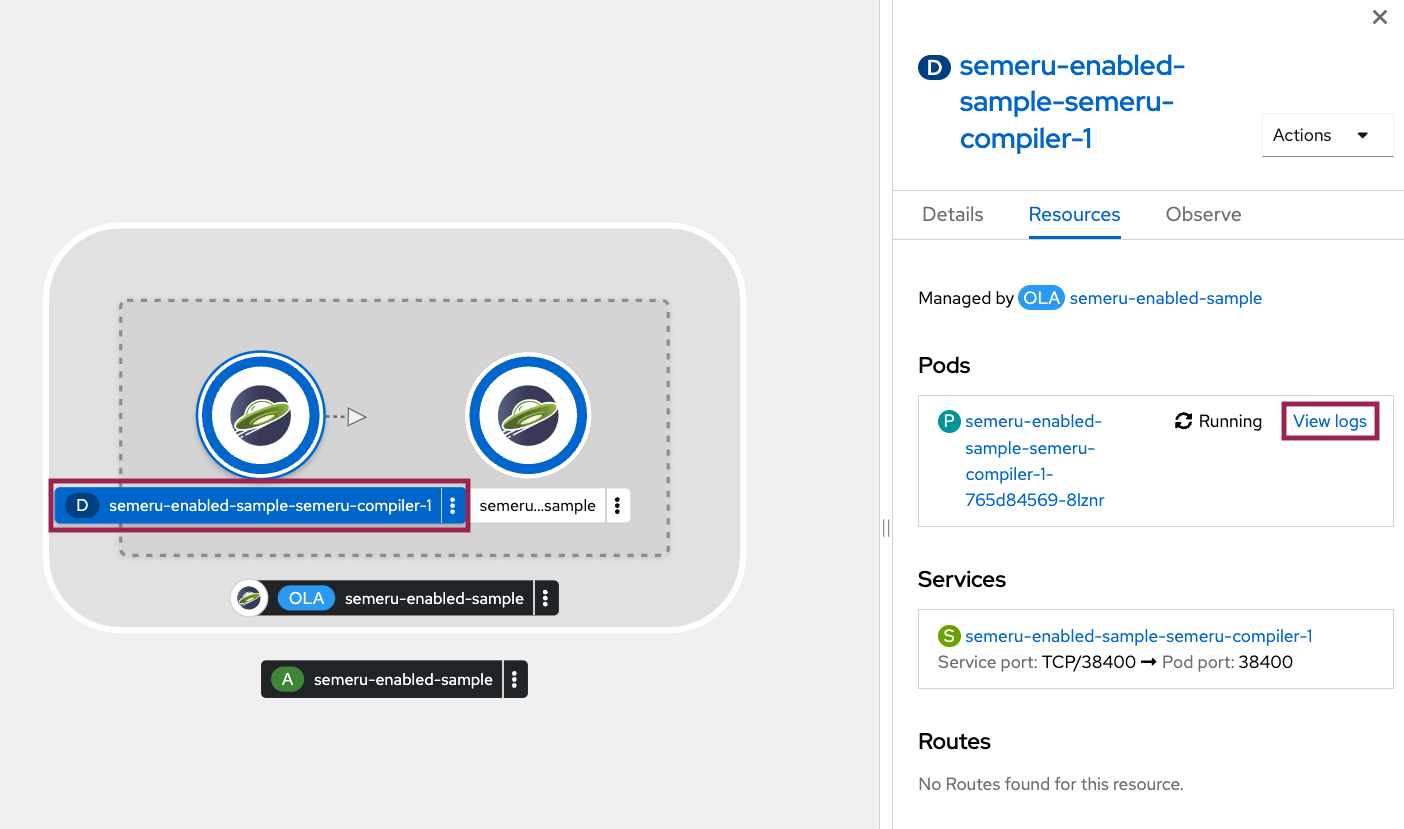 D semeru-enabled-sample-semeru-compiler-1
semeru...sample
OLA semeru-enabled-sample
A semeru-enabled-sample
D semeru-enabled-
sample-semeru-
compiler-1
Actions
Details Resources Observe
Managed by OLA semeru-enabled-sample
Pods
P semeru-enabled- Running View logs
sample-semeru-
compiler-1-
765d84569-8lznr
Services
S semeru-enabled-sample-semeru-compiler-1
Service port: TCP/38400 → Pod port: 38400
Routes
No Routes found for this resource.